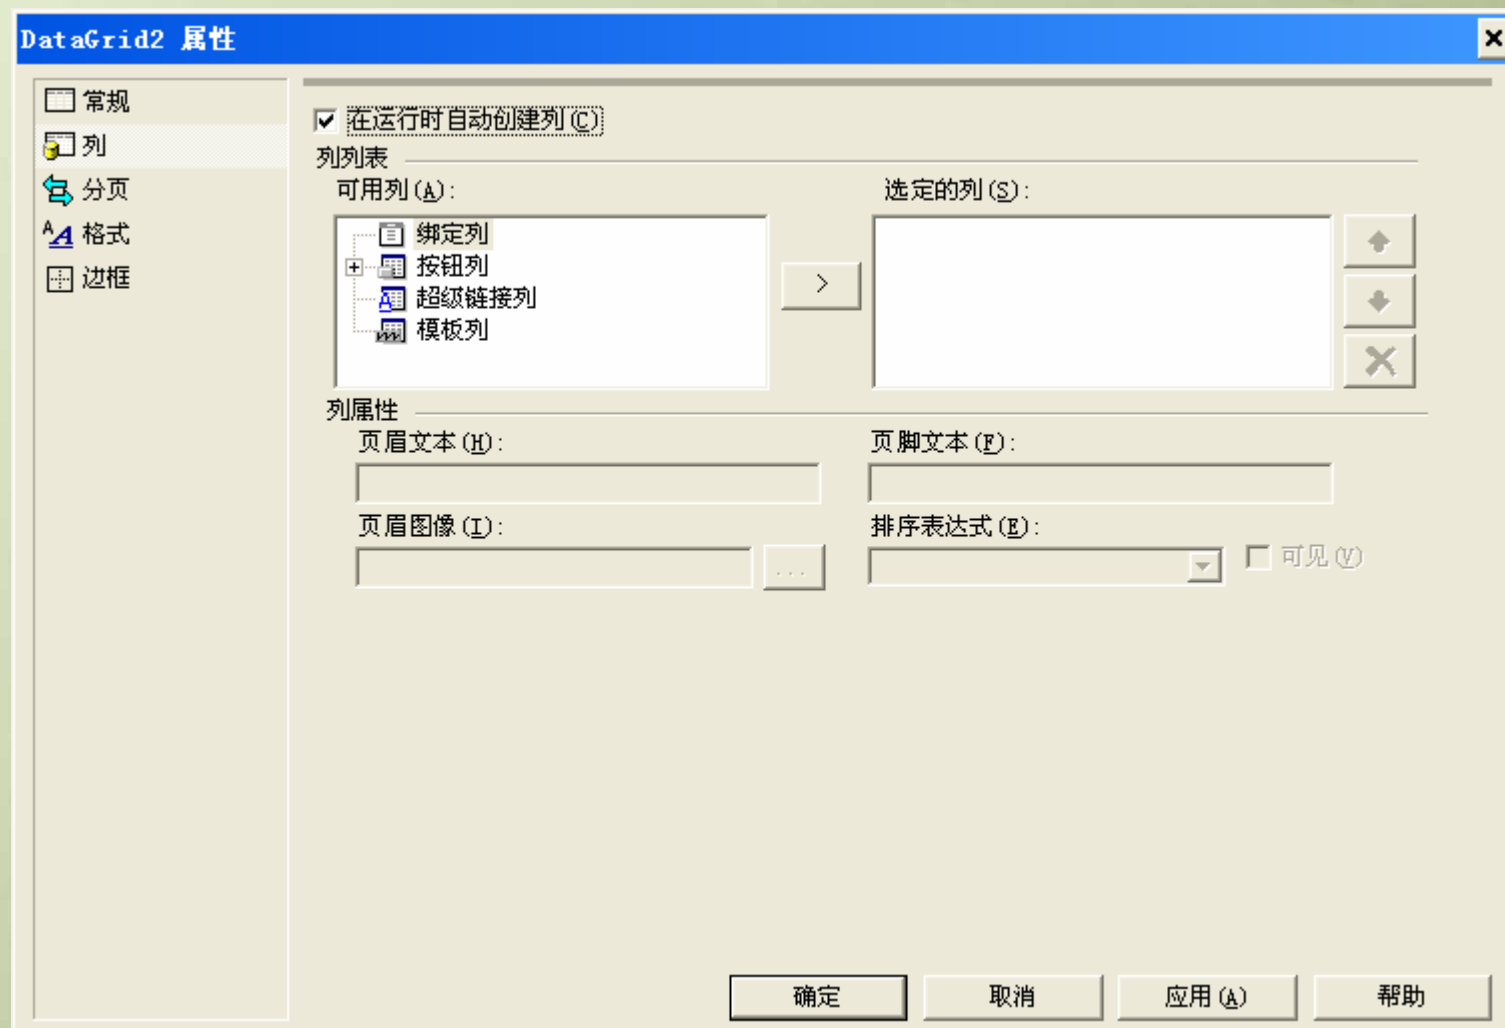 DataGrid2 属性
常规
列
分页
格式
边框
在运行时自动创建列(C)
列列表
可用列(A):
选定的列(S):
绑定列
按钮列
超级链接列
模板列
>
列属性
页眉文本(H):
页脚文本(F):
页眉图像(I):
排序表达式(E):
...
可见(V)
确定
取消
应用(A)
帮助